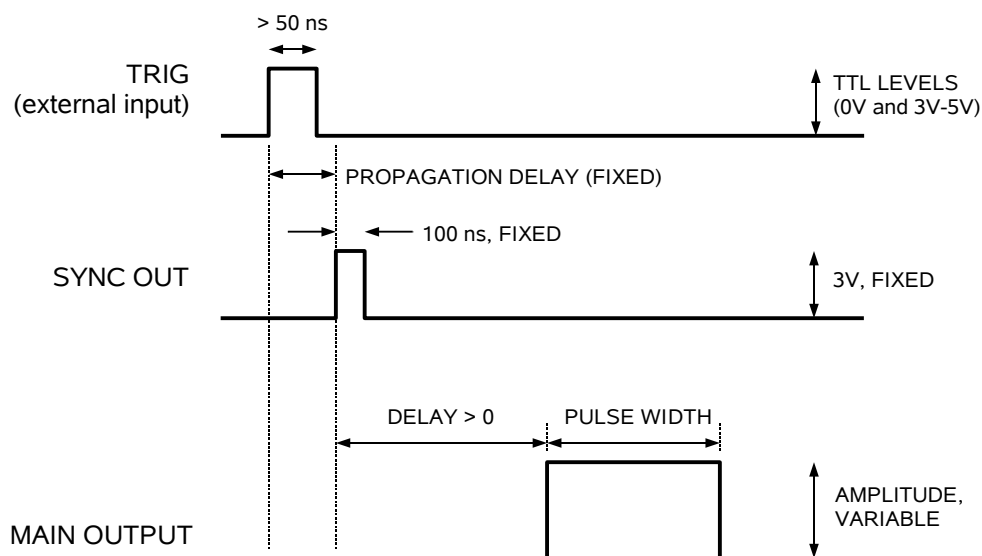 > 50 ns
TRIG
(external input)
TTL LEVELS
(0V and 3V-5V)
PROPAGATION DELAY (FIXED)
100 ns, FIXED
SYNC OUT
3V, FIXED
DELAY > 0
PULSE WIDTH
MAIN OUTPUT
AMPLITUDE,
VARIABLE